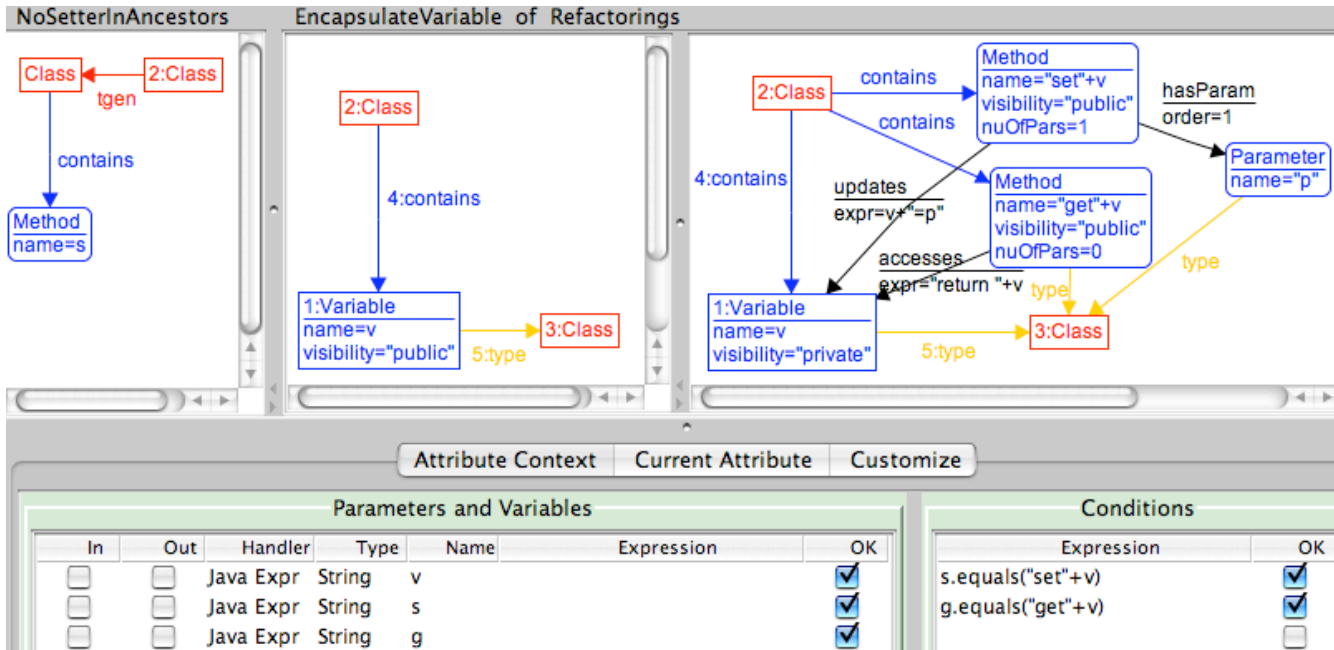 NoSetterInAncestors
EncapsulateVariable of Refactorings
Class
2:Class
tgen
contains
Method
name=s
2:Class
4:contains
1:Variable
name=v
visibility="public"
5:type
3:Class
2:Class
contains
contains
4:contains
Method
name="set"+v
visibility="public"
nuOfPars=1
hasParam
order=1
Parameter
name="p"
updates
expr=v+"=p"
Method
name="get"+v
visibility="public"
nuOfPars=0
accesses
expr="return "+v
type
type
1:Variable
name=v
visibility="private"
5:type
3:Class
Attribute Context Current Attribute Customize
Parameters and Variables
In Out Handler Type Name Expression OK
Java Expr String v
Java Expr String s
Java Expr String g
Conditions
Expression OK
s.equals("set"+v)
g.equals("get"+v)